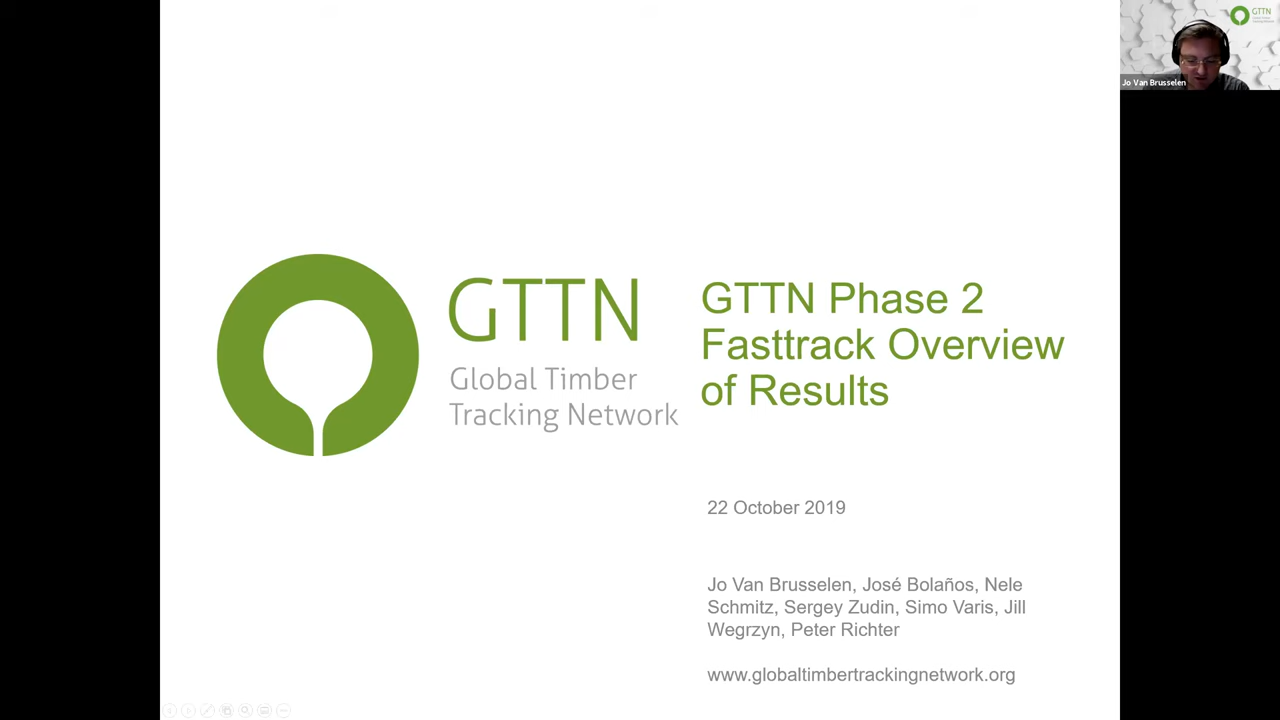 GTTN
Jo Van Brusselen
GTTN
Global Timber
Tracking Network
GTTN Phase 2
Fasttrack Overview
of Results
22 October 2019
Jo Van Brusselen, José Bolaños, Nele
Schmitz, Sergey Zudin, Simo Varis, Jill
Wegrzyn, Peter Richter
www.globaltimbertrackingnetwork.org